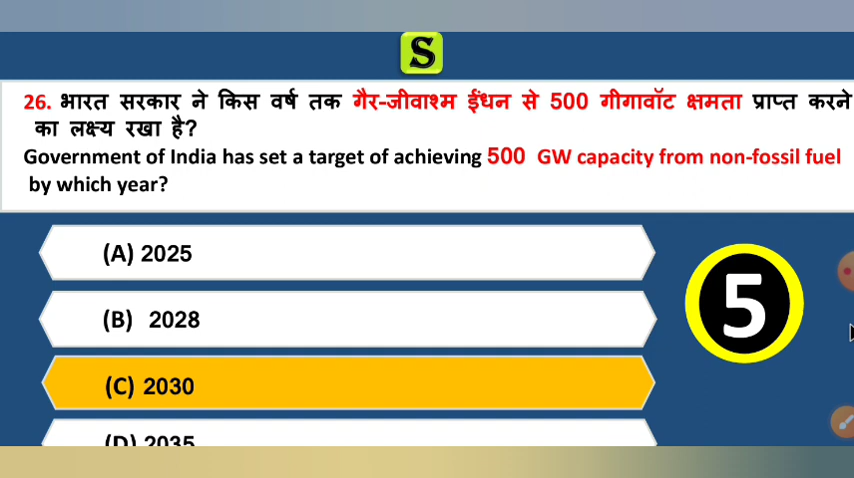 S
26. भारत सरकार ने किस वर्ष तक गैर-जीवाश्म ईंधन से 500 गीगावॉट क्षमता प्राप्त करने
का लक्ष्य रखा है?
Government of India has set a target of achieving 500 GW capacity from non-fossil fuel
by which year?
(A) 2025
(B) 2028
5
(C) 2030
(D) 2035